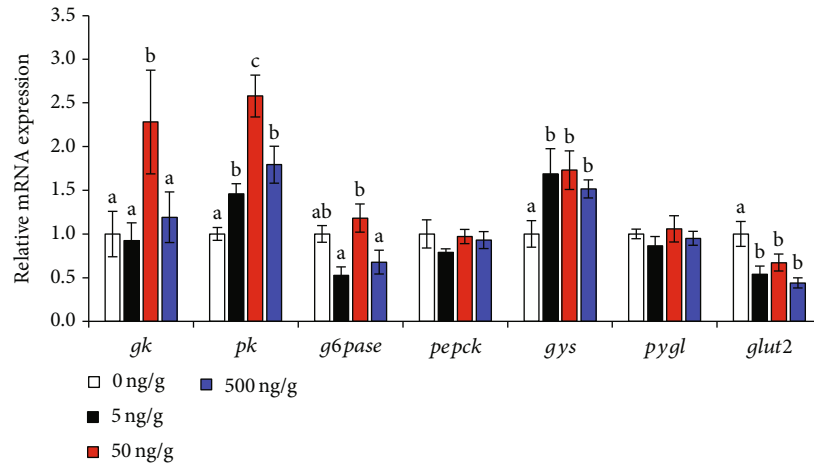 Relative mRNA expression
3.5
3.0
2.5
2.0
1.5
1.0
0.5
0.0
a a b a
a b c b
ab a b a
a b b b
a b b b
gk pk g6pase pepck gys pygl glut2
0 ng/g 500 ng/g
5 ng/g
50 ng/g